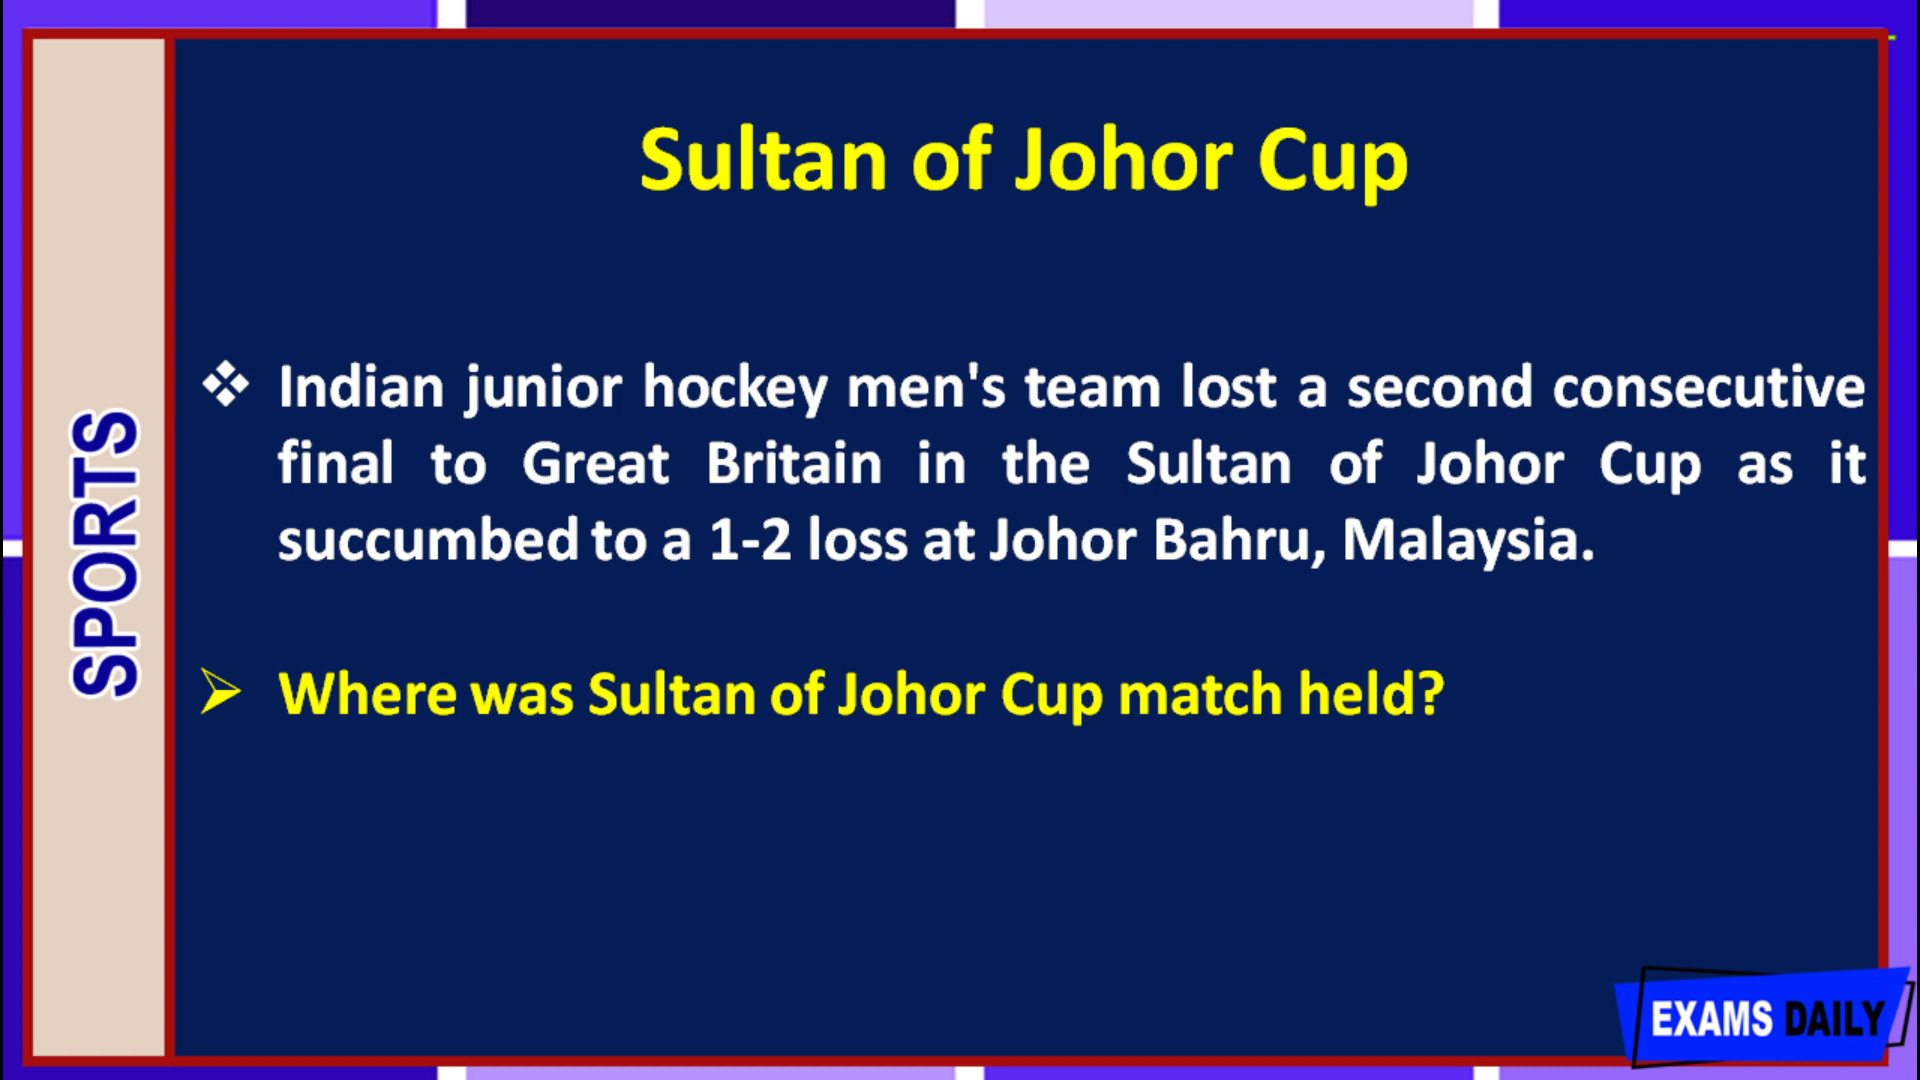 Sultan of Johor Cup
SPORTS
Indian junior hockey men's team lost a second consecutive
final to Great Britain in the Sultan of Johor Cup as it
succumbed to a 1-2 loss at Johor Bahru, Malaysia.
Where was Sultan of Johor Cup match held?
EXAMS DAILY